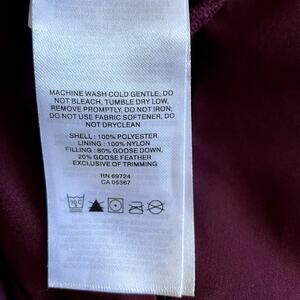 MACHINE WASH COLD GENTLE, DO
NOT BLEACH, TUMBLE DRY LOW,
REMOVE PROMPTLY, DO NOT IRON,
DO NOT USE FABRIC SOFTENER, DO
NOT DRYCLEAN
SHELL : 100% POLYESTER
LINING : 100% NYLON
FILLING : 80% GOOSE DOWN,
20% GOOSE FEATHER
EXCLUSIVE OF TRIMMING
RN 69724
CA 05367